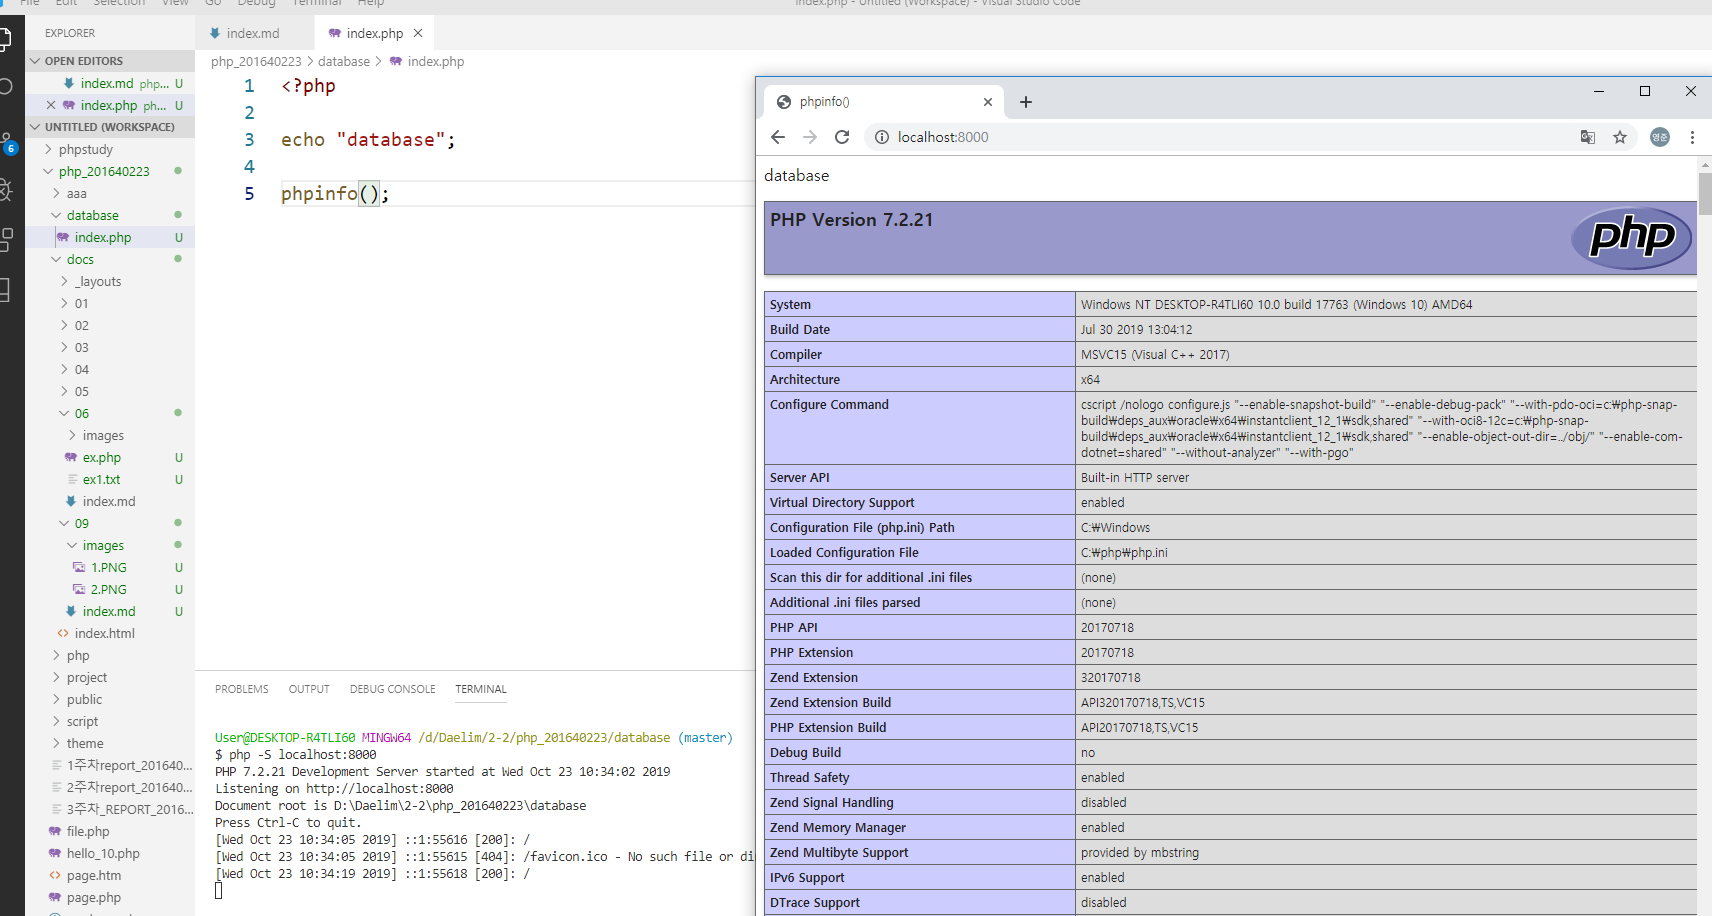 File Edit Selection View Go Debug Terminal Help
index.php - Untitled (Workspace) - Visual Studio Code
EXPLORER
OPEN EDITORS
index.md php... U
index.php ph... U
UNTITLED (WORKSPACE)
6
phpstudy
php_201640223
aaa
database
index.php U
docs
_layouts
01
02
03
04
05
06
images
ex.php U
ex1.txt U
index.md
09
images
1.PNG U
2.PNG U
index.md U
index.html
php
project
public
script
theme
1주차report_201640...
2주차report_201640...
3주차_REPORT_2016...
file.php
hello_10.php
page.htm
page.php
index.md
index.php
php_201640223 > database > index.php
1 <?php
2
3 echo "database";
4
5 phpinfo();
PROBLEMS OUTPUT DEBUG CONSOLE TERMINAL
User@DESKTOP-R4TLI60 MINGW64 /d/Daelim/2-2/php_201640223/database (master)
$ php -S localhost:8000
PHP 7.2.21 Development Server started at Wed Oct 23 10:34:02 2019
Listening on http://localhost:8000
Document root is D:\Daelim\2-2\php_201640223\database
Press Ctrl-C to quit.
[Wed Oct 23 10:34:05 2019] ::1:55616 [200]: /
[Wed Oct 23 10:34:05 2019] ::1:55615 [404]: /favicon.ico - No such file or di
[Wed Oct 23 10:34:19 2019] ::1:55618 [200]: /
phpinfo()
localhost:8000
영준
database
PHP Version 7.2.21
php
System Windows NT DESKTOP-R4TLI60 10.0 build 17763 (Windows 10) AMD64
Build Date Jul 30 2019 13:04:12
Compiler MSVC15 (Visual C++ 2017)
Architecture x64
Configure Command cscript /nologo configure.js "--enable-snapshot-build" "--enable-debug-pack" "--with-pdo-oci=c:₩php-snap-
build₩deps_aux₩oracle₩x64₩instantclient_12_1₩sdk,shared" "--with-oci8-12c=c:₩php-snap-
build₩deps_aux₩oracle₩x64₩instantclient_12_1₩sdk,shared" "--enable-object-out-dir=../obj/" "--enable-com-
dotnet=shared" "--without-analyzer" "--with-pgo"
Server API Built-in HTTP server
Virtual Directory Support enabled
Configuration File (php.ini) Path C:₩Windows
Loaded Configuration File C:₩php₩php.ini
Scan this dir for additional .ini files (none)
Additional .ini files parsed (none)
PHP API 20170718
PHP Extension 20170718
Zend Extension 320170718
Zend Extension Build API320170718,TS,VC15
PHP Extension Build API20170718,TS,VC15
Debug Build no
Thread Safety enabled
Zend Signal Handling disabled
Zend Memory Manager enabled
Zend Multibyte Support provided by mbstring
IPv6 Support enabled
DTrace Support disabled